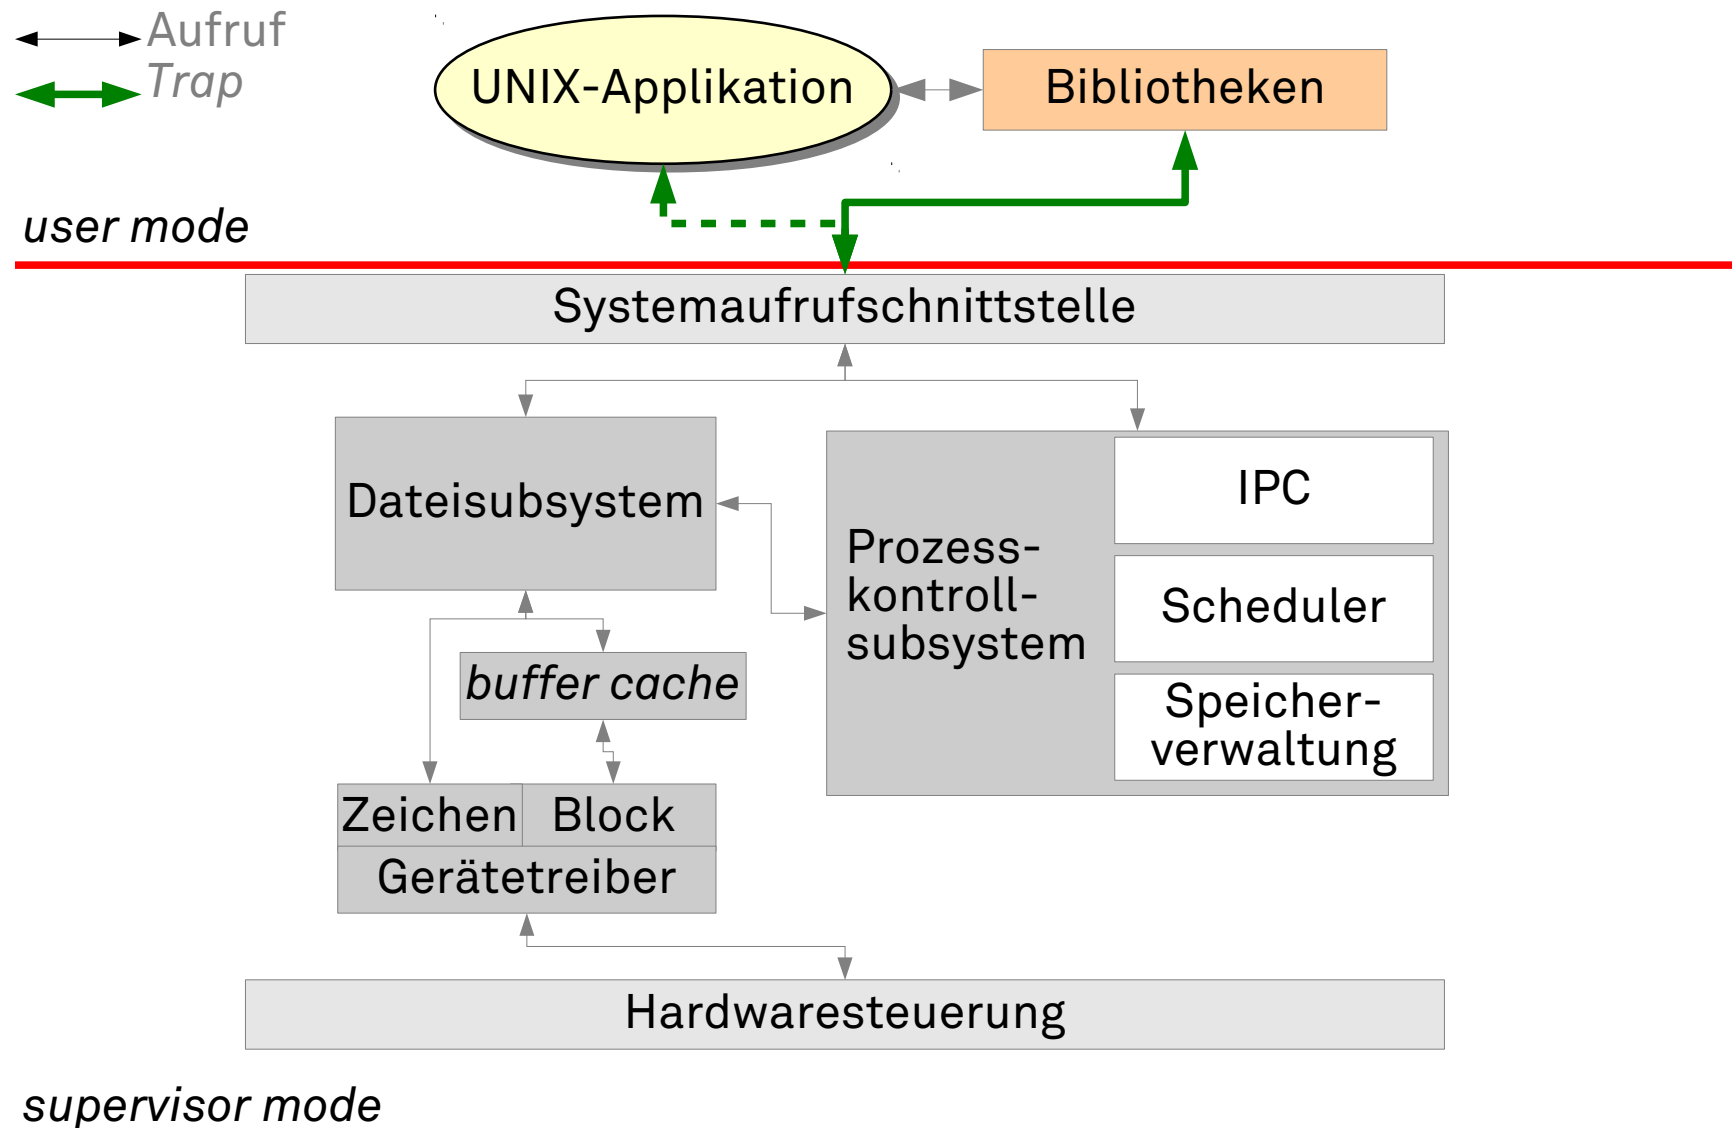 Aufruf
Trap
UNIX-Applikation
Bibliotheken
user mode
Systemaufrufschnittstelle
Dateisubsystem
Prozess-
kontroll-
subsystem
IPC
Scheduler
Speicher-
verwaltung
buffer cache
Zeichen
Block
Gerätetreiber
Hardwaresteuerung
supervisor mode